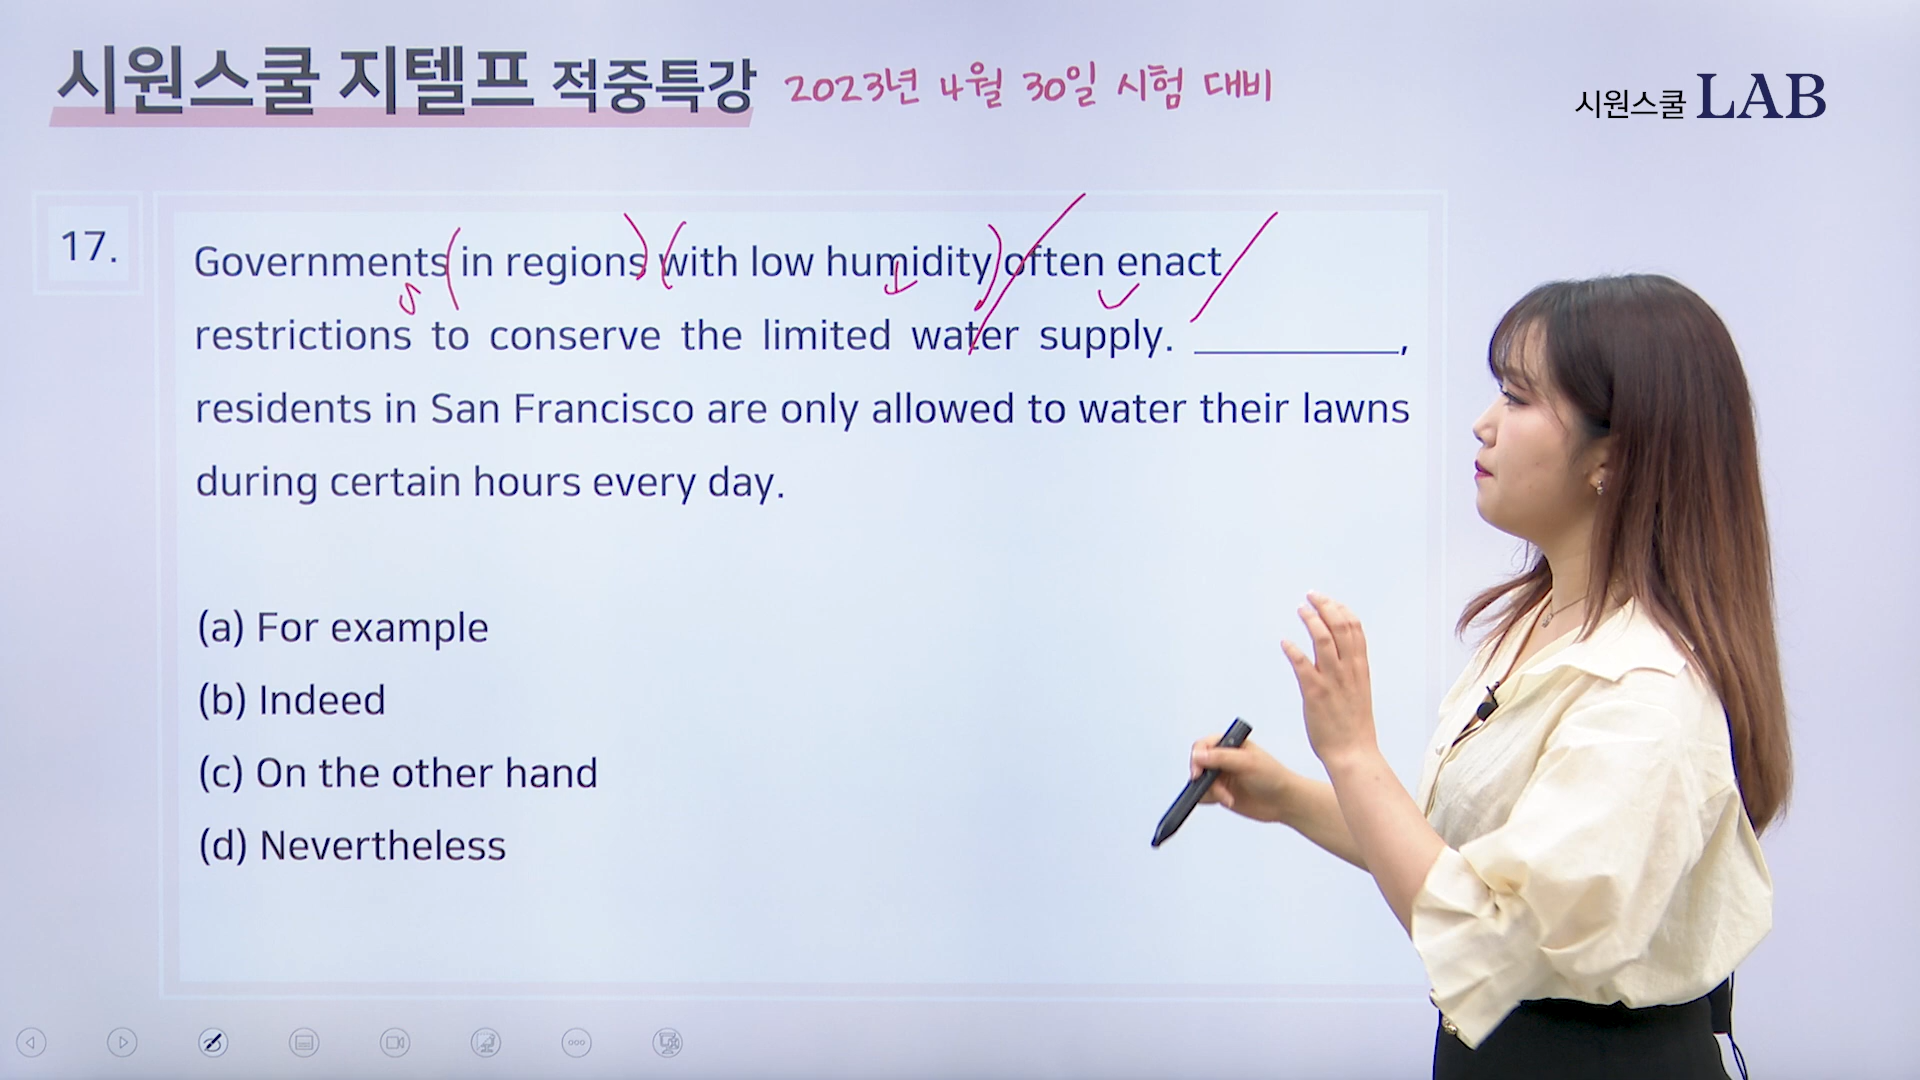 시원스쿨 지텔프 적중특강 2023년 4월 30일 시험 대비
시원스쿨 LAB
17.
Governments in regions with low humidity often enact
restrictions to conserve the limited water supply. __________,
residents in San Francisco are only allowed to water their lawns
during certain hours every day.
(a) For example
(b) Indeed
(c) On the other hand
(d) Nevertheless